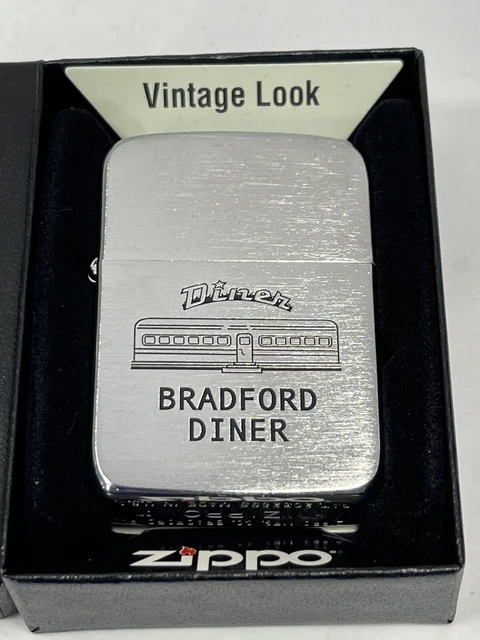 Vintage Look
Diner
BRADFORD
DINER
zippo